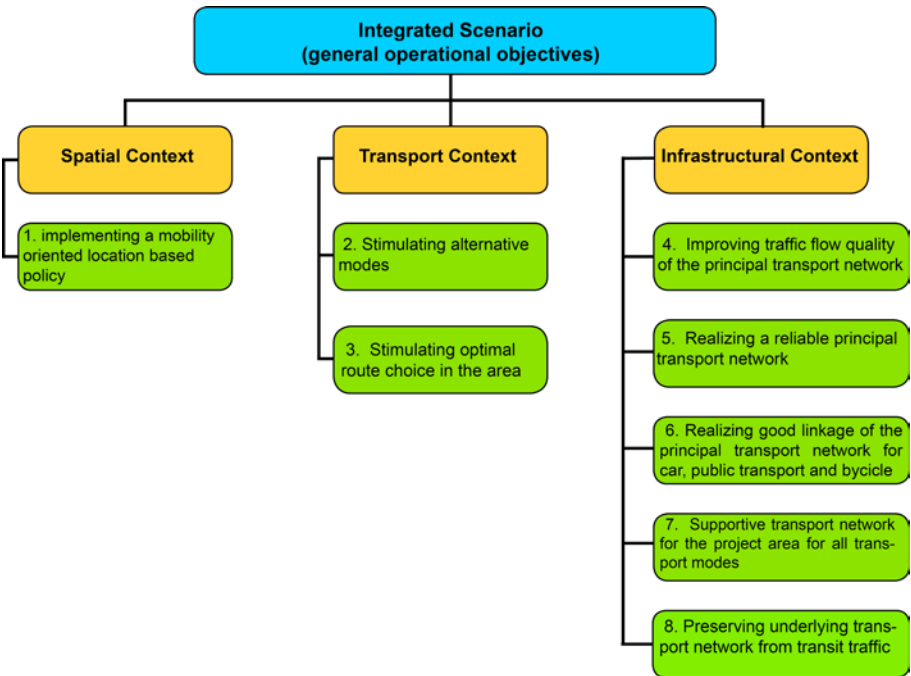 Integrated Scenario
(general operational objectives)
Spatial Context
Transport Context
Infrastructural Context
1. implementing a mobility
oriented location based
policy
2. Stimulating alternative
modes
3. Stimulating optimal
route choice in the area
4. Improving traffic flow quality
of the principal transport network
5. Realizing a reliable principal
transport network
6. Realizing good linkage of the
principal transport network for
car, public transport and bycicle
7. Supportive transport network
for the project area for all trans-
port modes
8. Preserving underlying trans-
port network from transit traffic